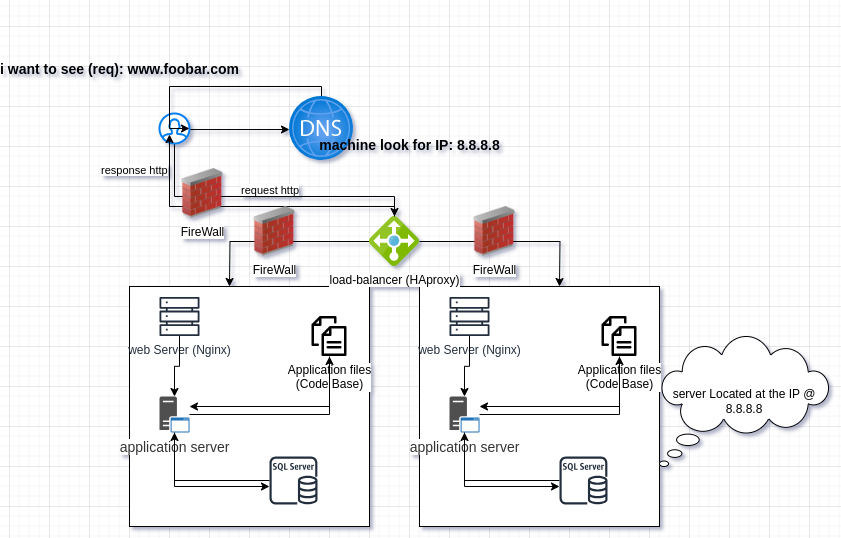 i want to see (req): www.foobar.com
DNS
machine look for IP: 8.8.8.8
response http
request http
FireWall
FireWall
FireWall
load-balancer (HAproxy)
web Server (Nginx)
Application files
(Code Base)
application server
SQL Server
web Server (Nginx)
Application files
(Code Base)
application server
SQL Server
server Located at the IP @
8.8.8.8